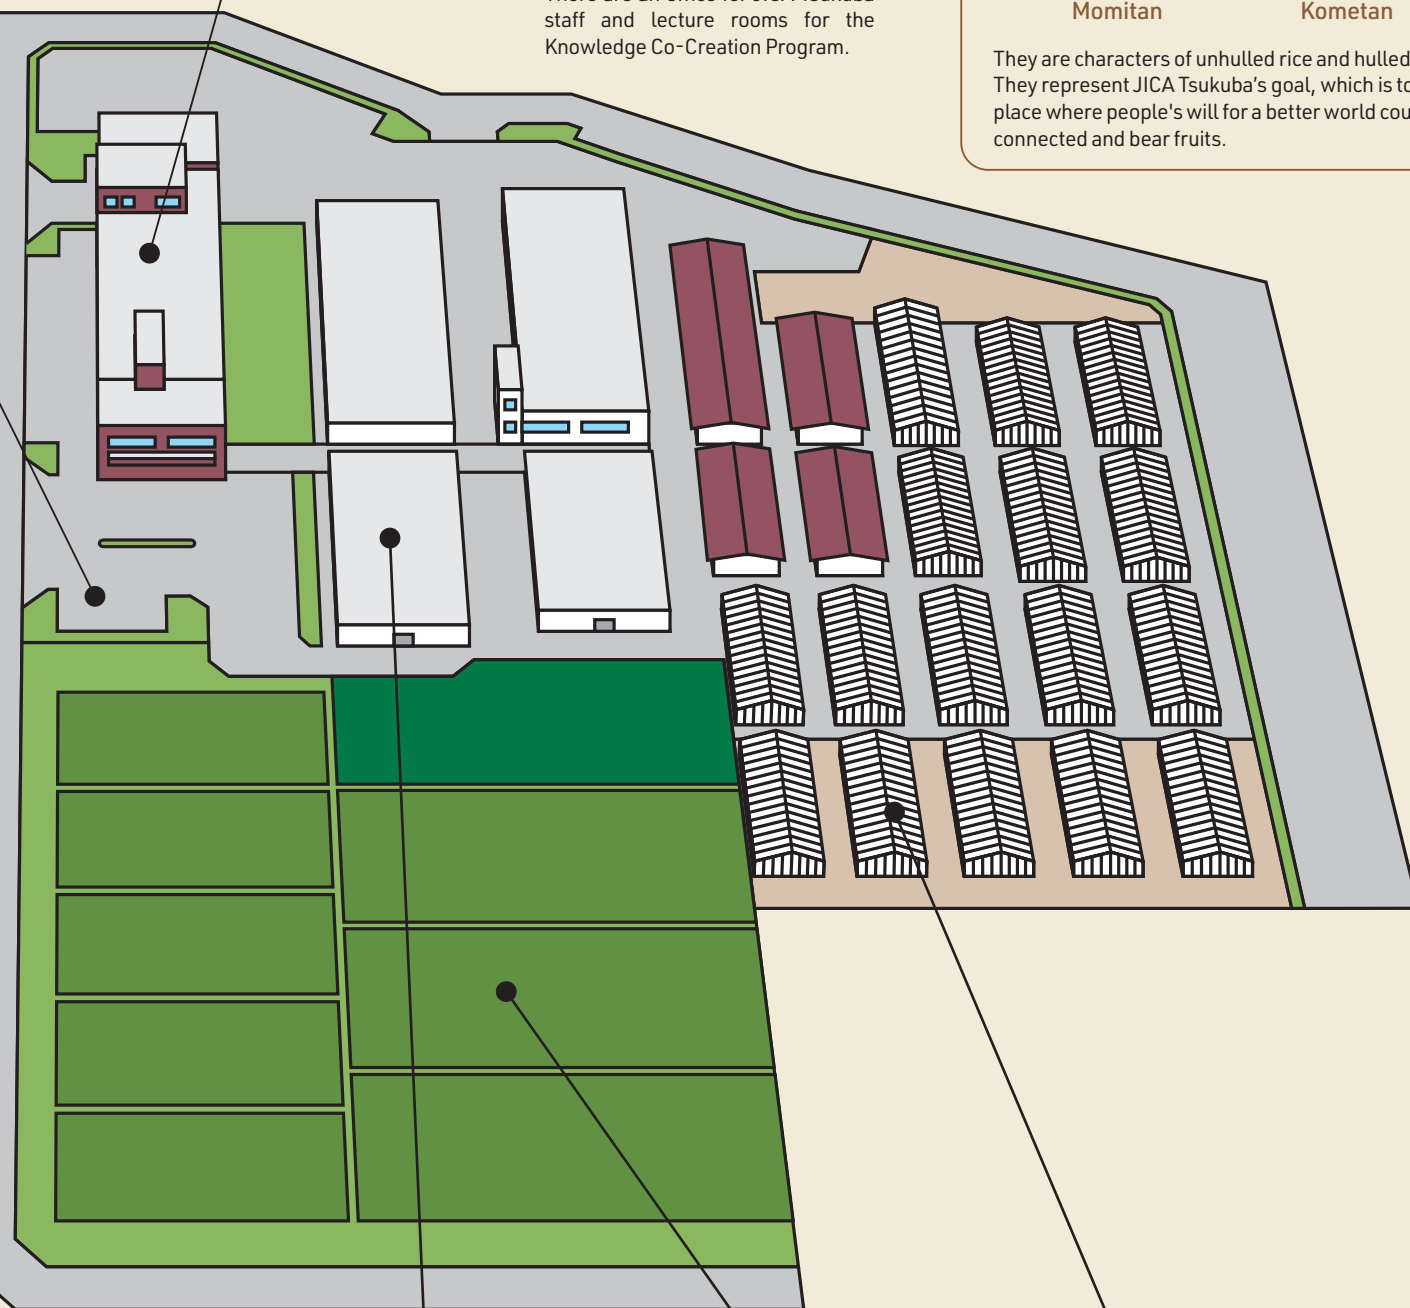 staff and lecture rooms for the
Knowledge Co-Creation Program.
Momitan
Kometan
They are characters of unhulled rice and hulled
They represent JICA Tsukuba's goal, which is to
place where people's will for a better world cou
connected and bear fruits.